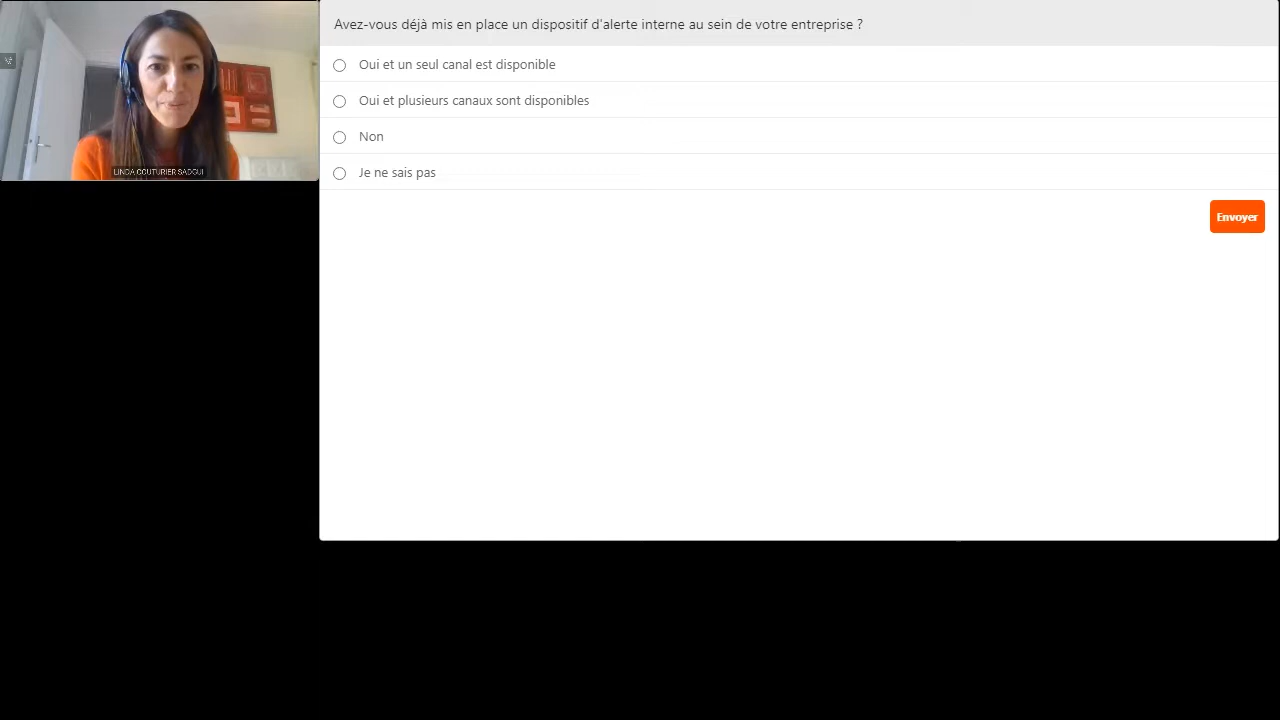 Avez-vous déjà mis en place un dispositif d'alerte interne au sein de votre entreprise ?
Oui et un seul canal est disponible
Oui et plusieurs canaux sont disponibles
Non
LINDA COUTURIER SADGUI
Je ne sais pas
Envoyer